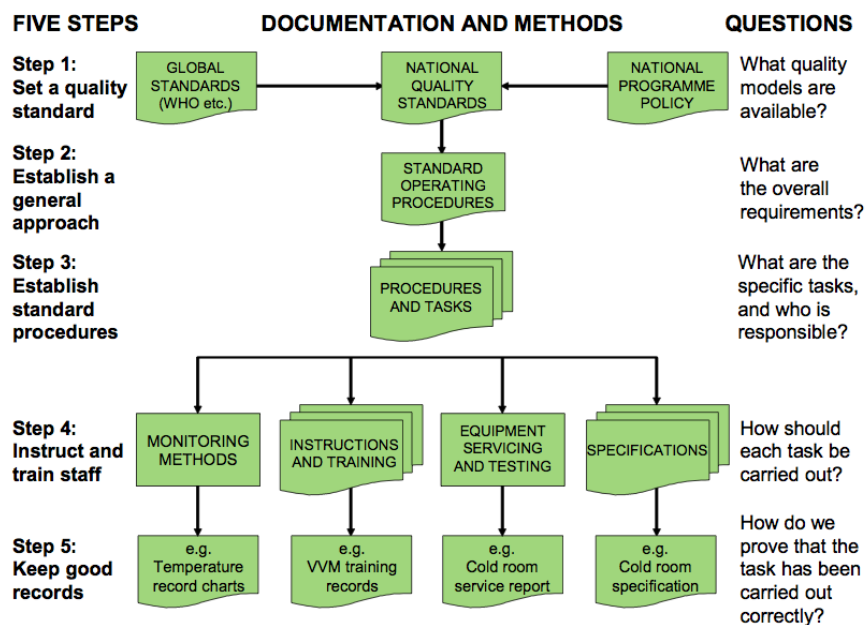 FIVE STEPS
DOCUMENTATION AND METHODS
QUESTIONS
Step 1:
Set a quality
standard
GLOBAL
STANDARDS
(WHO etc.)
NATIONAL
QUALITY
STANDARDS
NATIONAL
PROGRAMME
POLICY
What quality
models are
available?
Step 2:
Establish a
general
approach
STANDARD
OPERATING
PROCEDURES
What are
the overall
requirements?
Step 3:
Establish
standard
procedures
PROCEDURES
AND TASKS
What are the
specific tasks,
and who is
responsible?
Step 4:
Instruct and
train staff
MONITORING
METHODS
INSTRUCTIONS
AND TRAINING
EQUIPMENT
SERVICING
AND TESTING
SPECIFICATIONS
How should
each task be
carried out?
Step 5:
Keep good
records
e.g.
Temperature
record charts
e.g.
VVM training
records
e.g.
Cold room
service report
e.g.
Cold room
specification
How do we
prove that the
task has been
carried out
correctly?